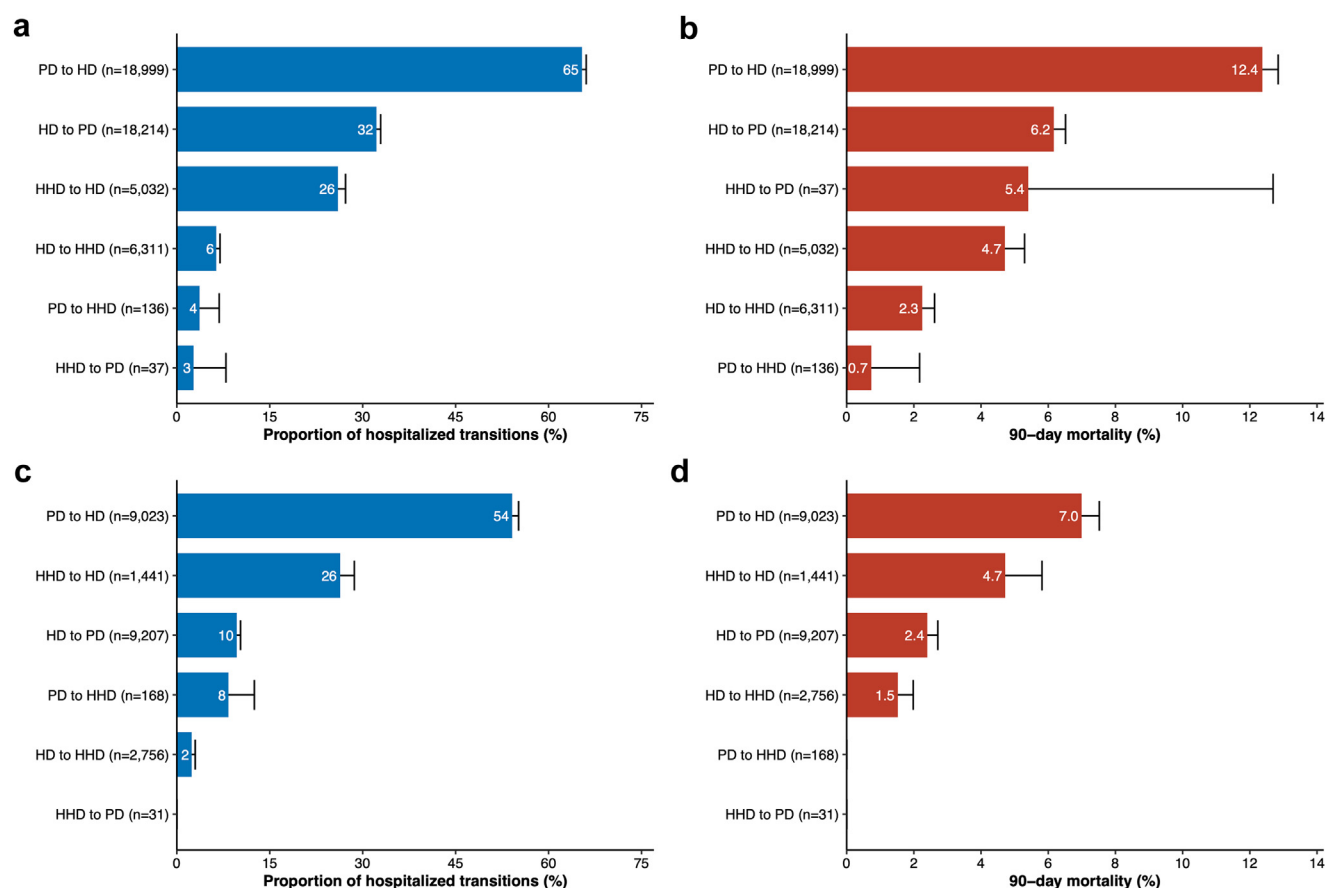 a
PD to HD (n=18,999)
65
HD to PD (n=18,214)
32
HHD to HD (n=5,032)
26
HD to HHD (n=6,311)
6
PD to HHD (n=136)
4
HHD to PD (n=37)
3
0 15 30 45 60 75
Proportion of hospitalized transitions (%)
b
PD to HD (n=18,999)
12.4
HD to PD (n=18,214)
6.2
HHD to PD (n=37)
5.4
HHD to HD (n=5,032)
4.7
HD to HHD (n=6,311)
2.3
PD to HHD (n=136)
0.7
0 2 4 6 8 10 12 14
90−day mortality (%)
c
PD to HD (n=9,023)
54
HHD to HD (n=1,441)
26
HD to PD (n=9,207)
10
PD to HHD (n=168)
8
HD to HHD (n=2,756)
2
HHD to PD (n=31)
0 15 30 45 60 75
Proportion of hospitalized transitions (%)
d
PD to HD (n=9,023)
7.0
HHD to HD (n=1,441)
4.7
HD to PD (n=9,207)
2.4
HD to HHD (n=2,756)
1.5
PD to HHD (n=168)
HHD to PD (n=31)
0 2 4 6 8 10 12 14
90−day mortality (%)